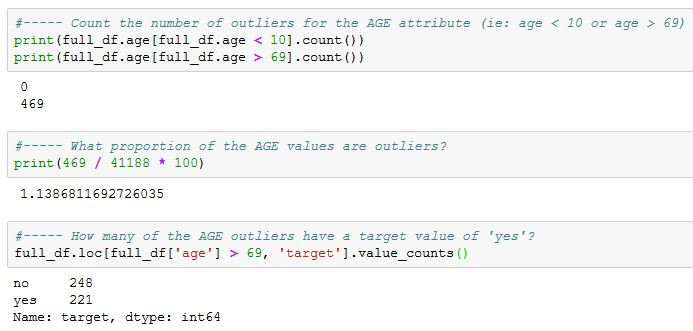 #----- Count the number of outliers for the AGE attribute (ie: age < 10 or age > 69)
print(full_df.age[full_df.age < 10].count())
print(full_df.age[full_df.age > 69].count())
0
469
#----- What proportion of the AGE values are outliers?
print(469 / 41188 * 100)
1.1386811692726035
#----- How many of the AGE outliers have a target value of 'yes'?
full_df.loc[full_df['age'] > 69, 'target'].value_counts()
no 248
yes 221
Name: target, dtype: int64